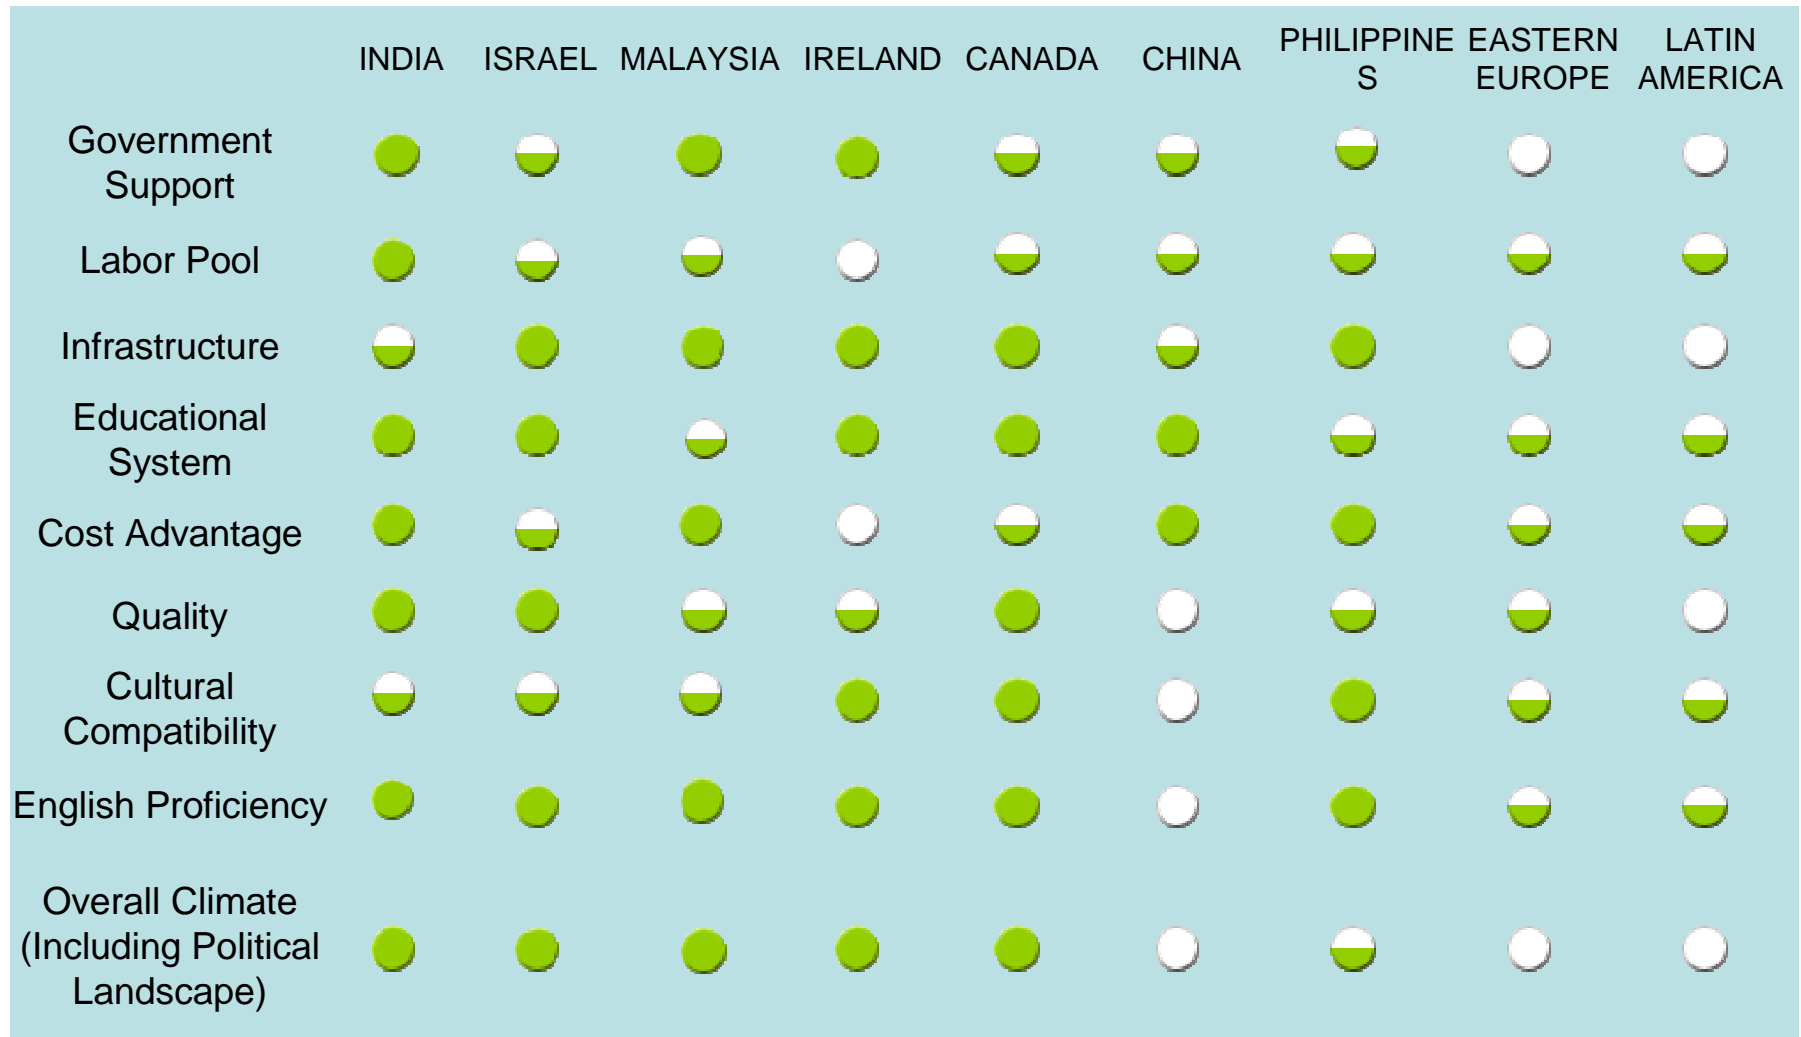 INDIA ISRAEL MALAYSIA IRELAND CANADA CHINA PHILIPPINE EASTERN LATIN
S EUROPE AMERICA
Government
Support
Labor Pool
Infrastructure
Educational
System
Cost Advantage
Quality
Cultural
Compatibility
English Proficiency
Overall Climate
(Including Political
Landscape)